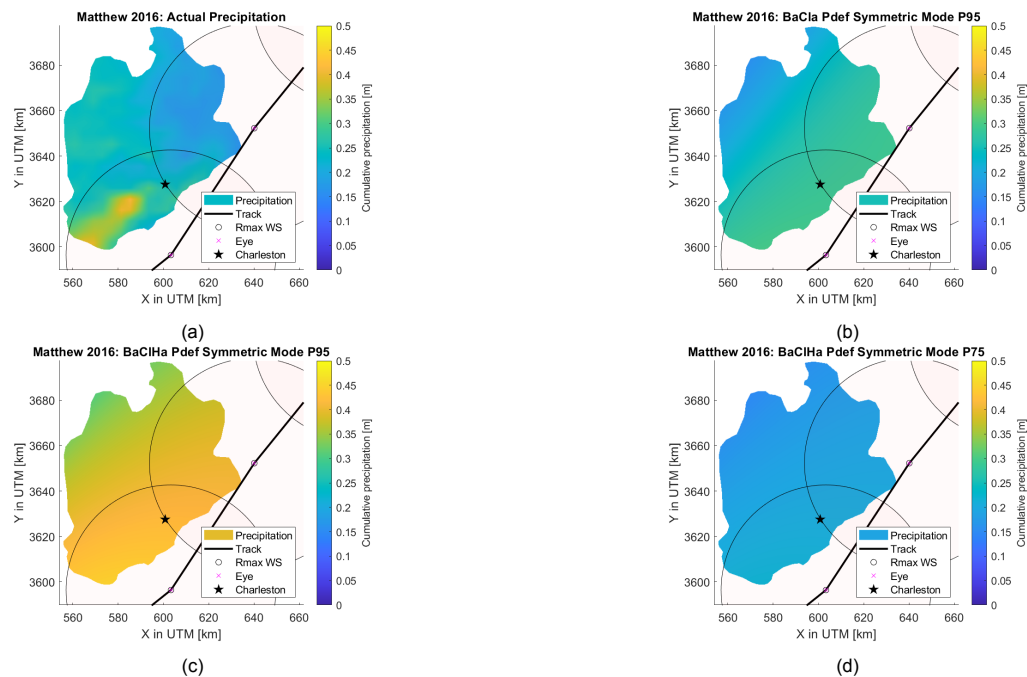 Matthew 2016: Actual Precipitation
Y in UTM [km]
3680
3660
3640
3620
3600
560 580 600 620 640 660
X in UTM [km]
Precipitation
Track
Rmax WS
Eye
Charleston
0.5
0.45
0.4
0.35
0.3
0.25
0.2
0.15
0.1
0.05
0
Cumulative precipitation [m]
(a)
Matthew 2016: BaCla Pdef Symmetric Mode P95
Y in UTM [km]
3680
3660
3640
3620
3600
560 580 600 620 640 660
X in UTM [km]
Precipitation
Track
Rmax WS
Eye
Charleston
0.5
0.45
0.4
0.35
0.3
0.25
0.2
0.15
0.1
0.05
0
Cumulative precipitation [m]
(b)
Matthew 2016: BaClHa Pdef Symmetric Mode P95
Y in UTM [km]
3680
3660
3640
3620
3600
560 580 600 620 640 660
X in UTM [km]
Precipitation
Track
Rmax WS
Eye
Charleston
0.5
0.45
0.4
0.35
0.3
0.25
0.2
0.15
0.1
0.05
0
Cumulative precipitation [m]
(c)
Matthew 2016: BaClHa Pdef Symmetric Mode P75
Y in UTM [km]
3680
3660
3640
3620
3600
560 580 600 620 640 660
X in UTM [km]
Precipitation
Track
Rmax WS
Eye
Charleston
0.5
0.45
0.4
0.35
0.3
0.25
0.2
0.15
0.1
0.05
0
Cumulative precipitation [m]
(d)